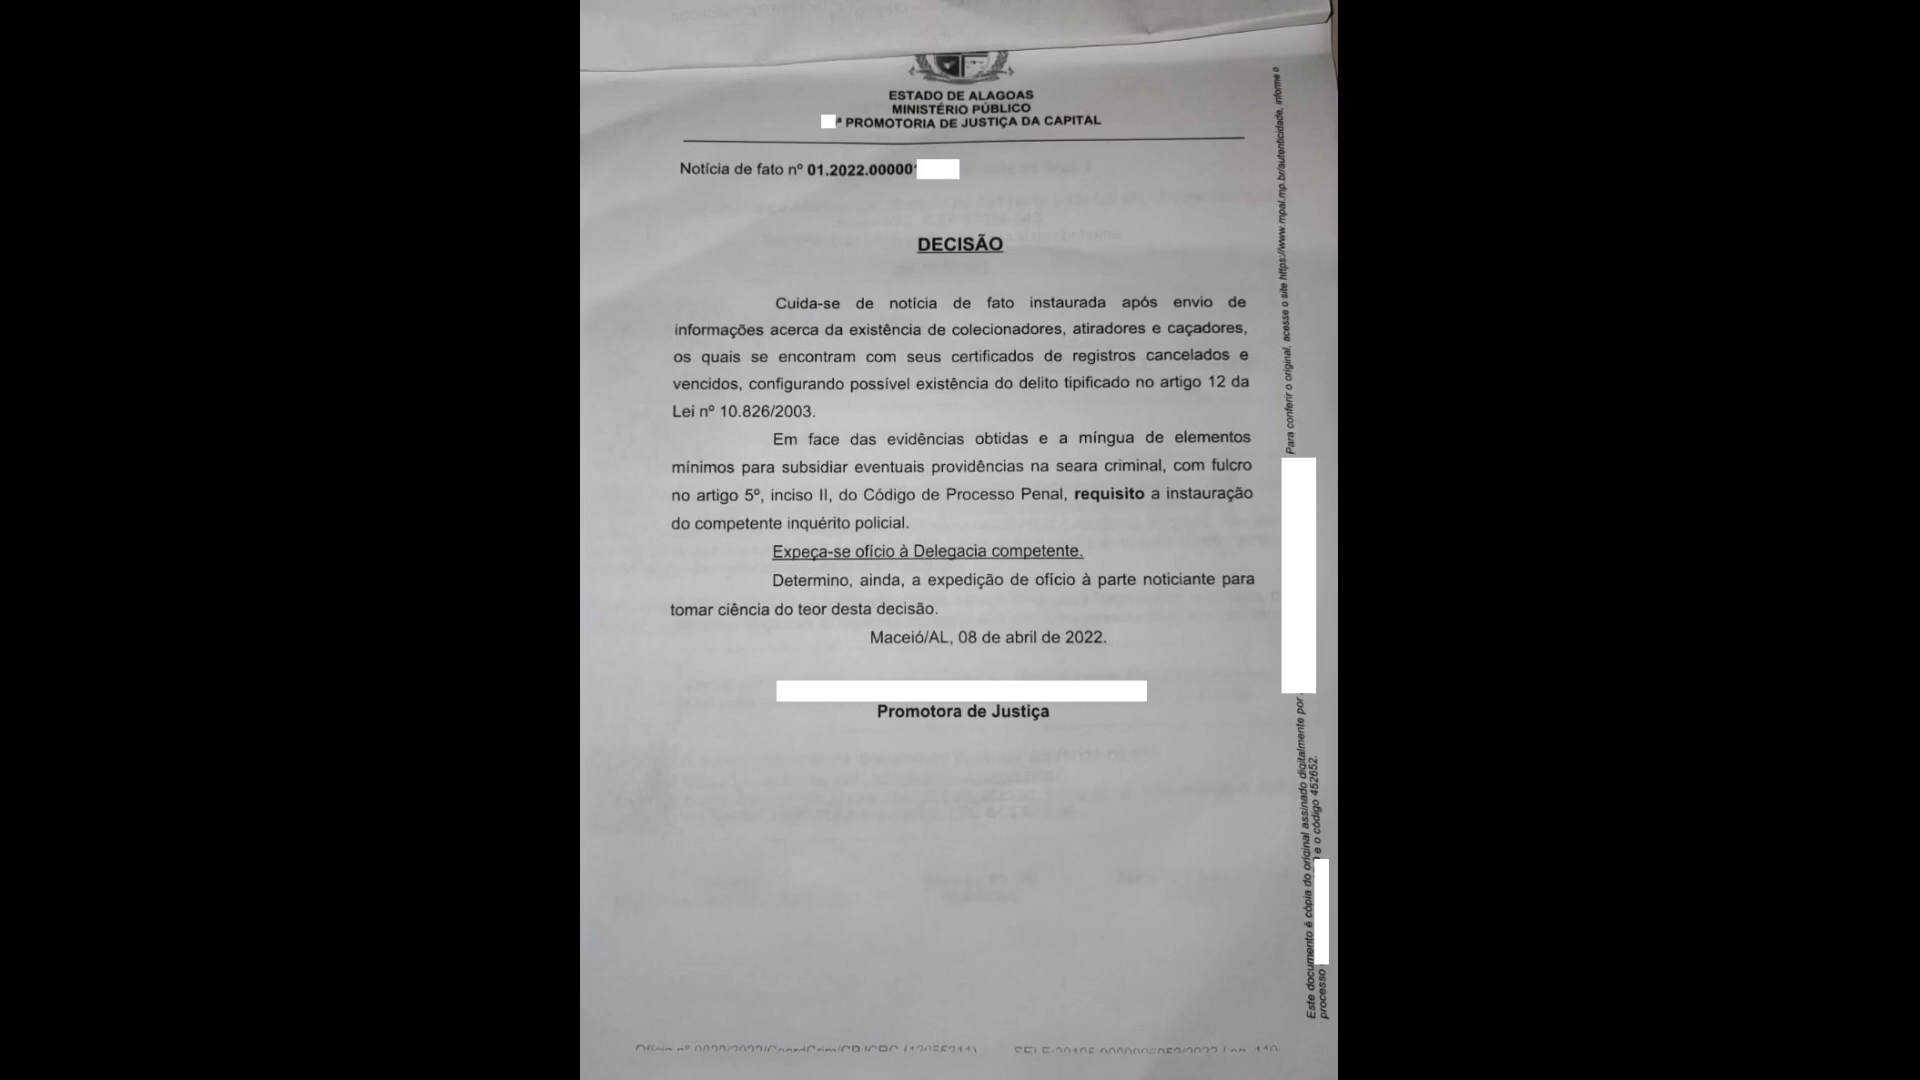 ESTADO DE ALAGOAS
MINISTÉRIO PÚBLICO
ª PROMOTORIA DE JUSTIÇA DA CAPITAL
Notícia de fato nº 01.2022.00000
DECISÃO
Cuida-se de notícia de fato instaurada após envio de
informações acerca da existência de colecionadores, atiradores e caçadores,
os quais se encontram com seus certificados de registros cancelados e
vencidos, configurando possível existência do delito tipificado no artigo 12 da
Lei nº 10.826/2003.
Em face das evidências obtidas e a míngua de elementos
mínimos para subsidiar eventuais providências na seara criminal, com fulcro
no artigo 5º, inciso II, do Código de Processo Penal, requisito a instauração
do competente inquérito policial.
Expeça-se ofício à Delegacia competente.
Determino, ainda, a expedição de ofício à parte noticiante para
tomar ciência do teor desta decisão.
Maceió/AL, 08 de abril de 2022.
Promotora de Justiça
Este documento é cópia do original assinado digitalmente por
Para conferir o original, acesse o site https://www.mpal.mp.br/autenticidade, informe o
processo
e o código 452652.